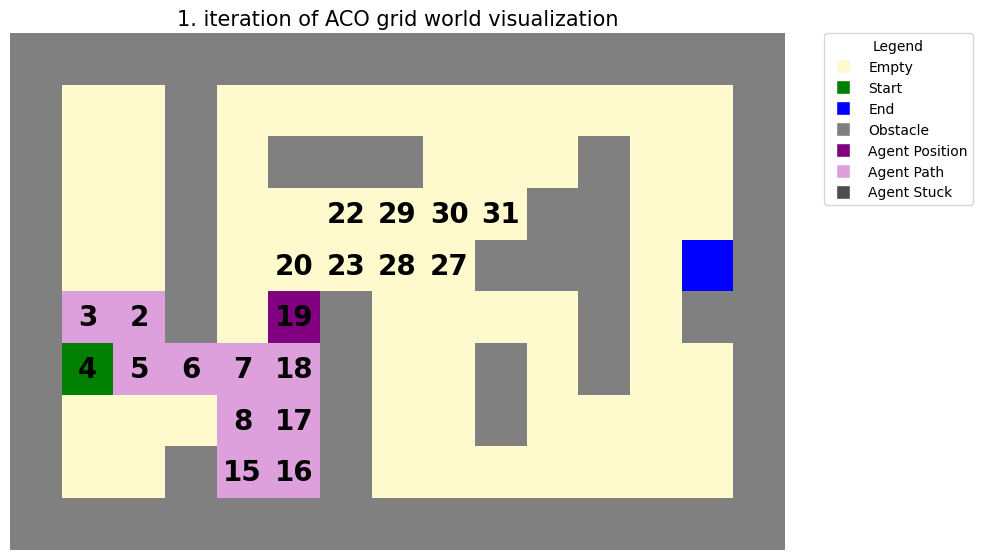 1. iteration of ACO grid world visualization
Legend
Empty
Start
End
Obstacle
Agent Position
Agent Path
Agent Stuck
22 29 30 31
20 23 28 27
3 2 19
4 5 6 7 18
8 17
15 16